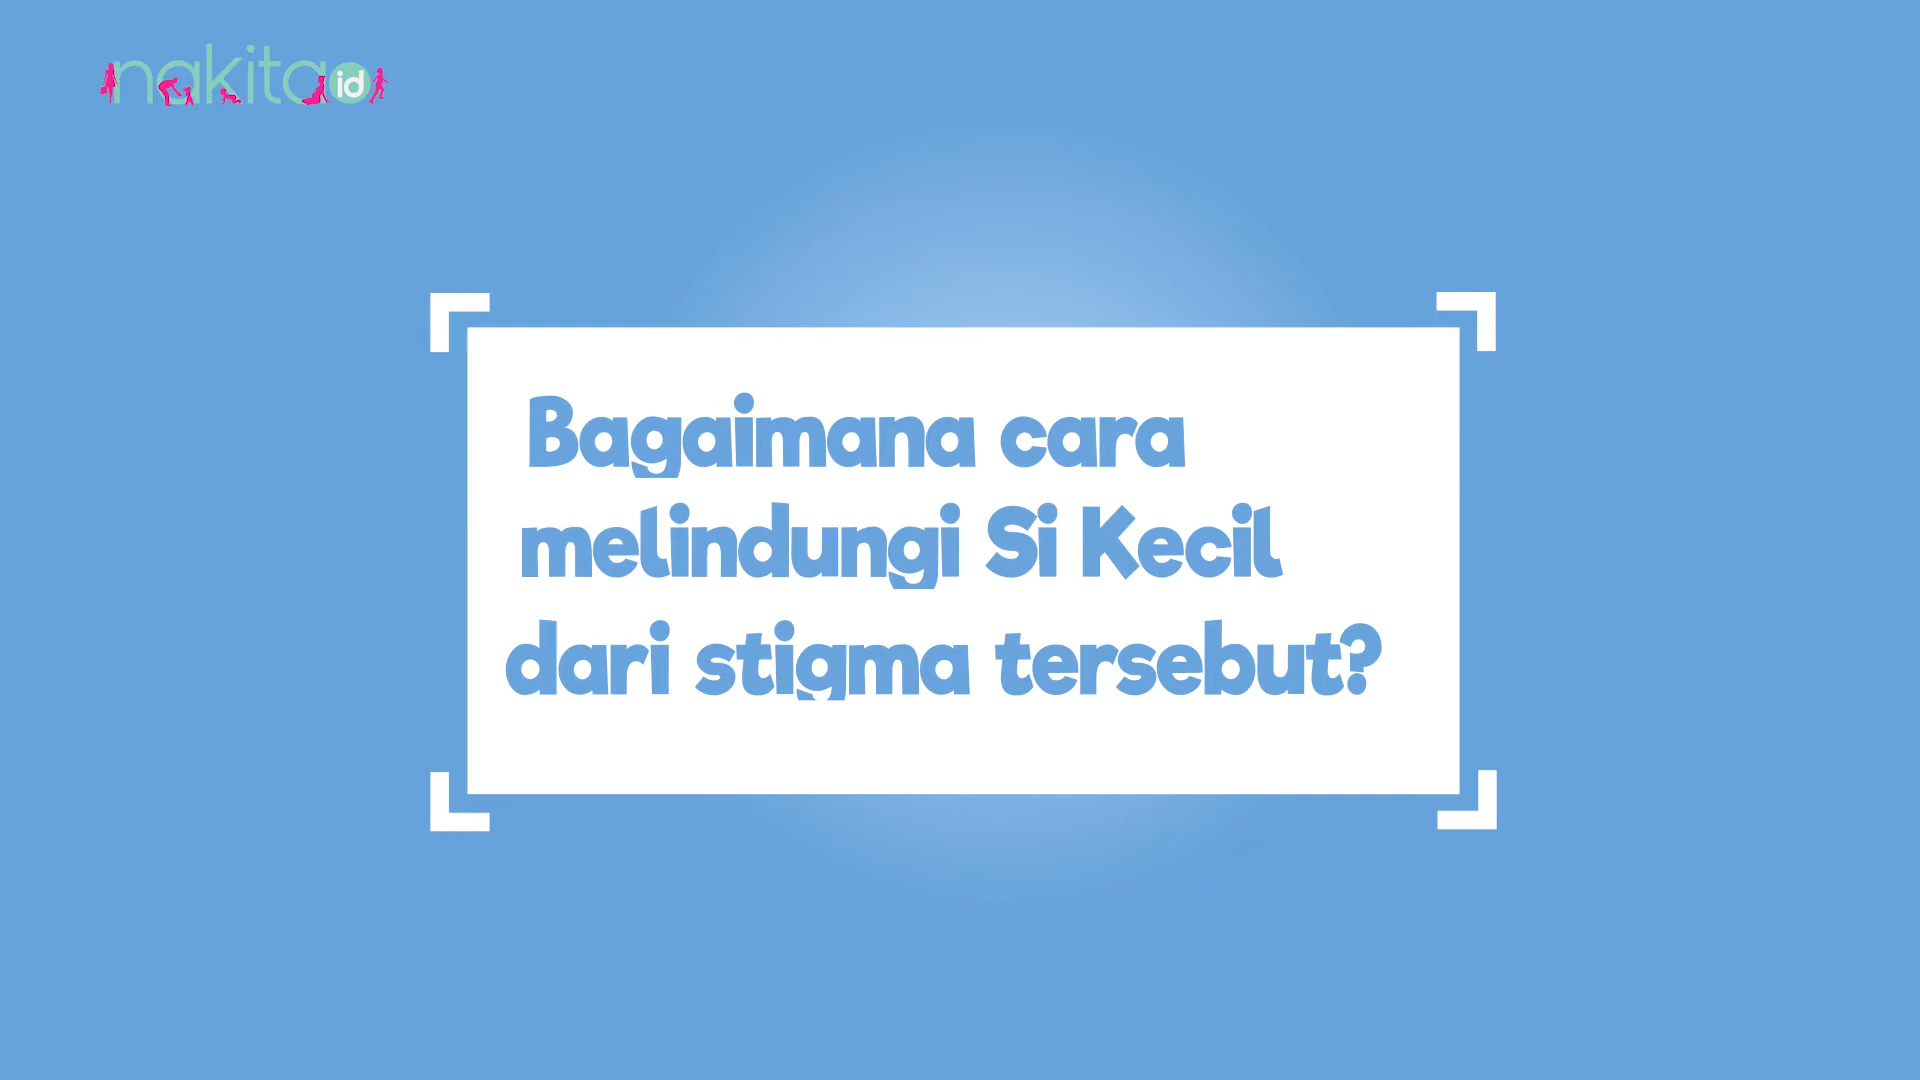 nakita id
Bagaimana cara
melindungi Si Kecil
dari stigma tersebut?